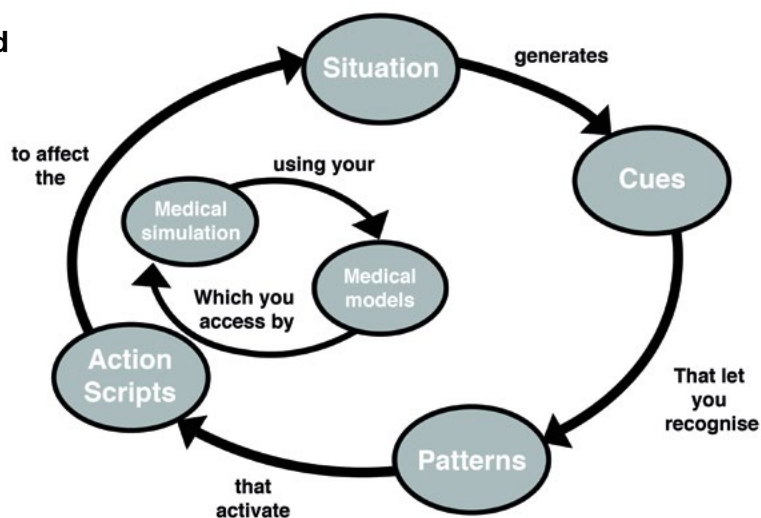 d
Situation
generates
Cues
That let
you
recognise
Patterns
that
activate
Action
Scripts
to affect
the
Medical
simulation
using your
Medical
models
Which you
access by